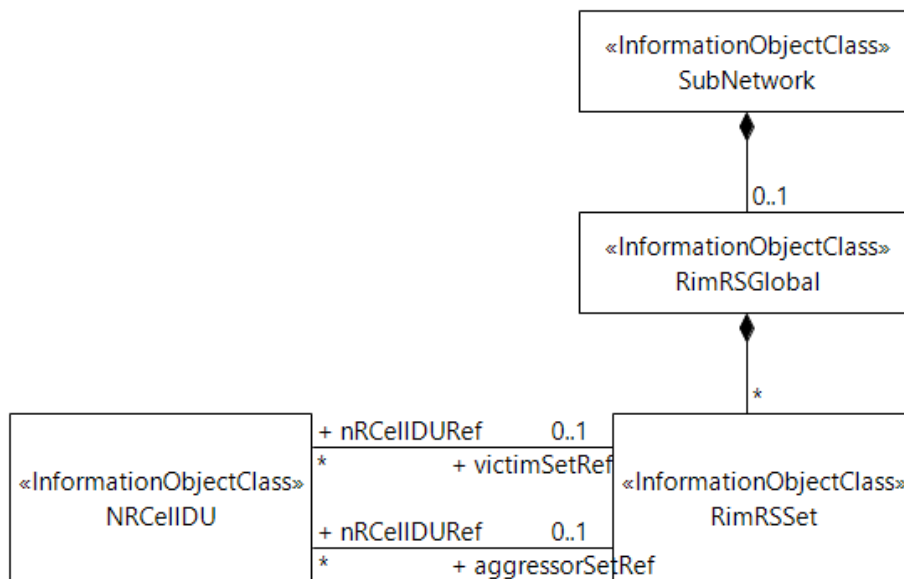 «InformationObjectClass»
SubNetwork
0..1
«InformationObjectClass»
RimRSGlobal
*
«InformationObjectClass»
NRCellDU
+ nRCellDURef 0..1
* + victimSetRef
+ nRCellDURef 0..1
* + aggressorSetRef
«InformationObjectClass»
RimRSSet